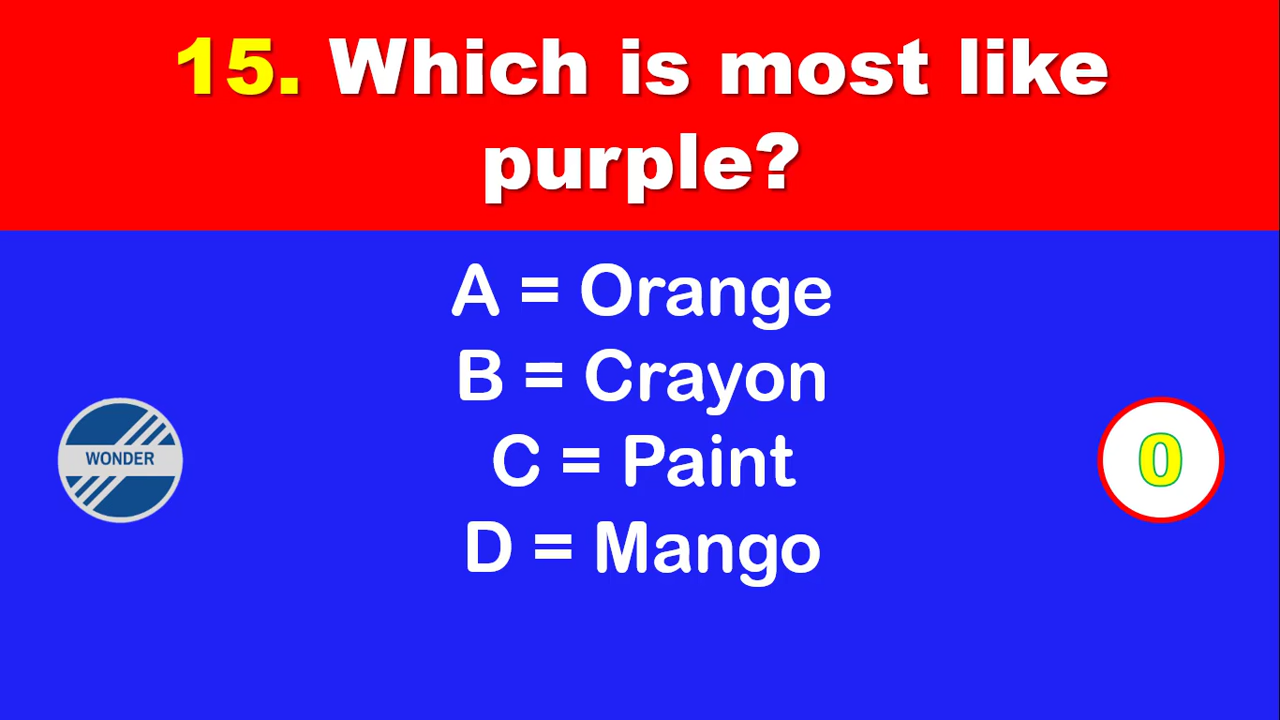 15. Which is most like
purple?
A = Orange
B = Crayon
C = Paint
D = Mango
WONDER
0